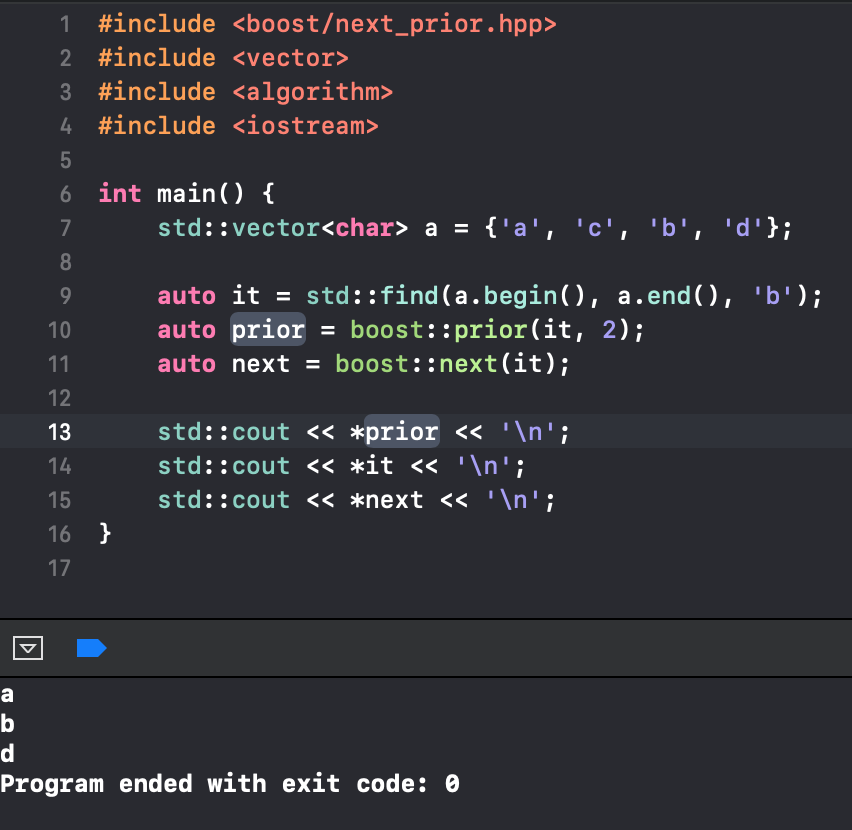 1 #include <boost/next_prior.hpp>
2 #include <vector>
3 #include <algorithm>
4 #include <iostream>
5
6 int main() {
7     std::vector<char> a = {'a', 'c', 'b', 'd'};
8
9     auto it = std::find(a.begin(), a.end(), 'b');
10     auto prior = boost::prior(it, 2);
11     auto next = boost::next(it);
12
13     std::cout << *prior << '\n';
14     std::cout << *it << '\n';
15     std::cout << *next << '\n';
16 }
17
a
b
d
Program ended with exit code: 0